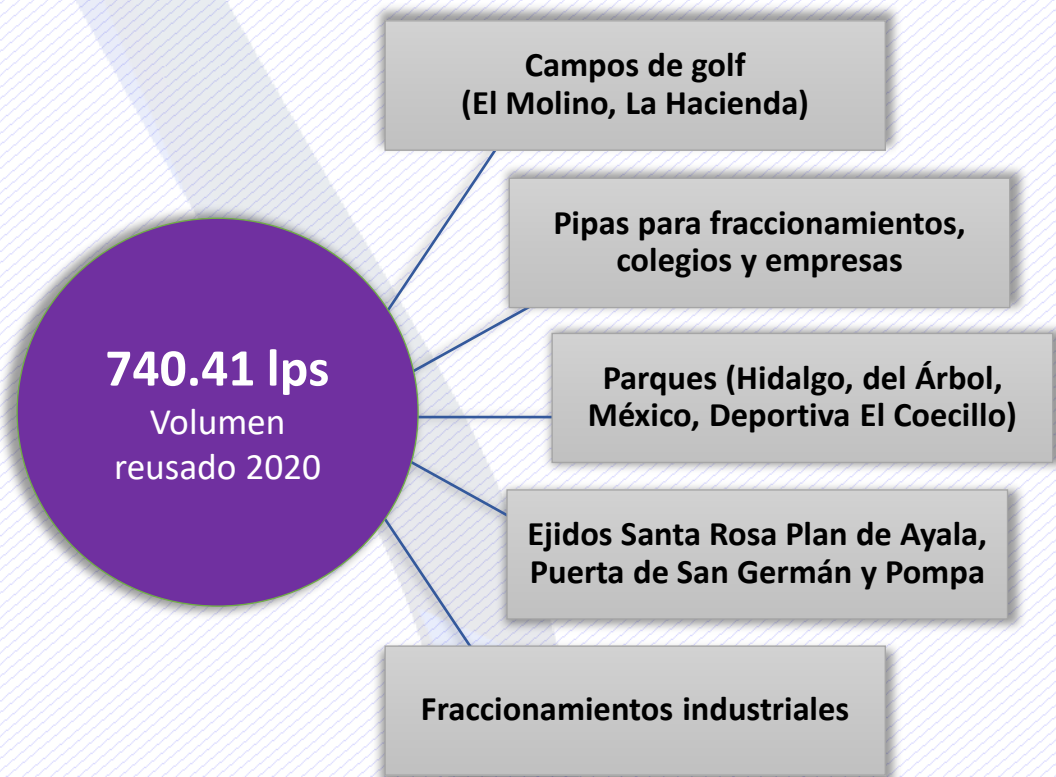 Campos de golf
(El Molino, La Hacienda)
Pipas para fraccionamientos,
colegios y empresas
740.41 lps
Volumen
reusado 2020
Parques (Hidalgo, del Árbol,
México, Deportiva El Coecillo)
Ejidos Santa Rosa Plan de Ayala,
Puerta de San Germán y Pompa
Fraccionamientos industriales